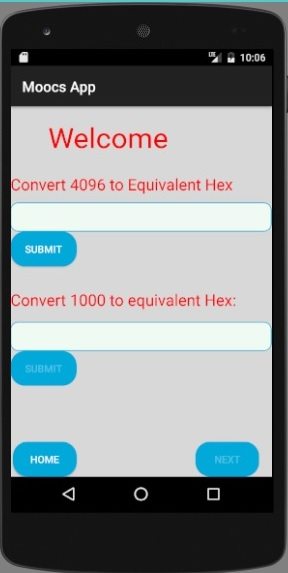 LTE 10:06
Moocs App
Welcome
Convert 4096 to Equivalent Hex
SUBMIT
Convert 1000 to equivalent Hex:
SUBMIT
HOME NEXT